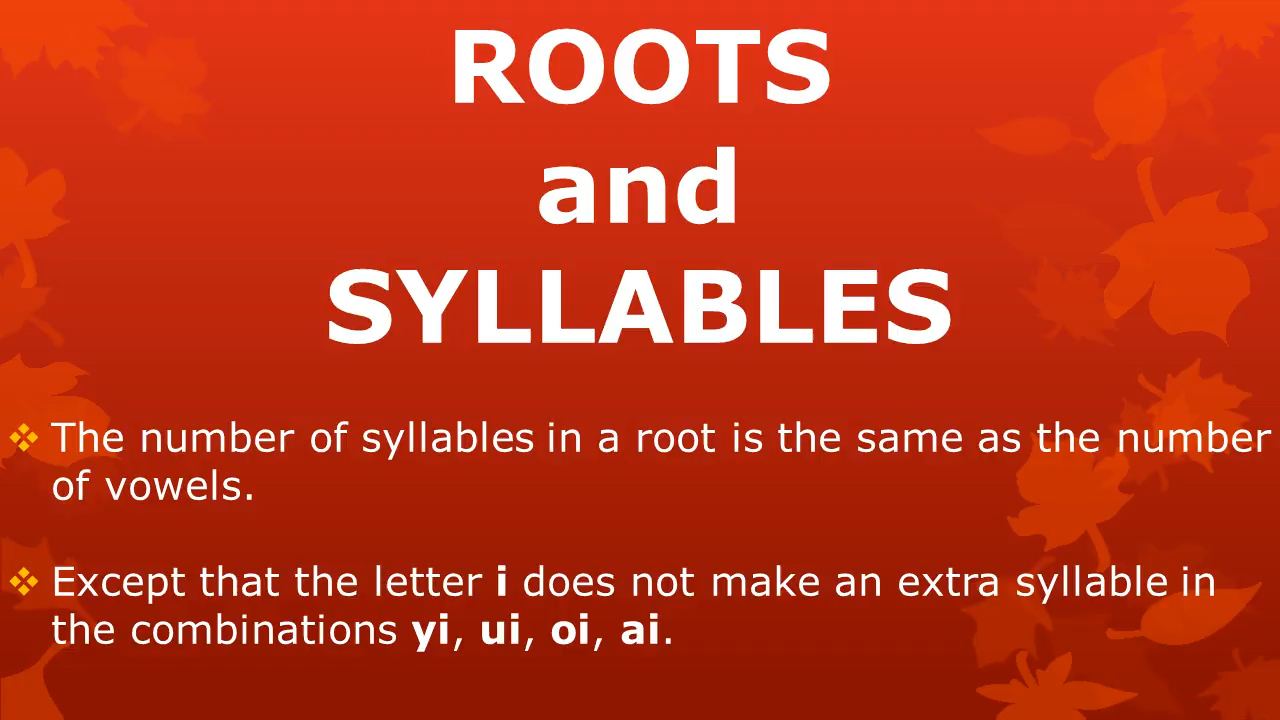 ROOTS
and
SYLLABLES
❖ The number of syllables in a root is the same as the number
of vowels.
❖ Except that the letter i does not make an extra syllable in
the combinations yi, ui, oi, ai.